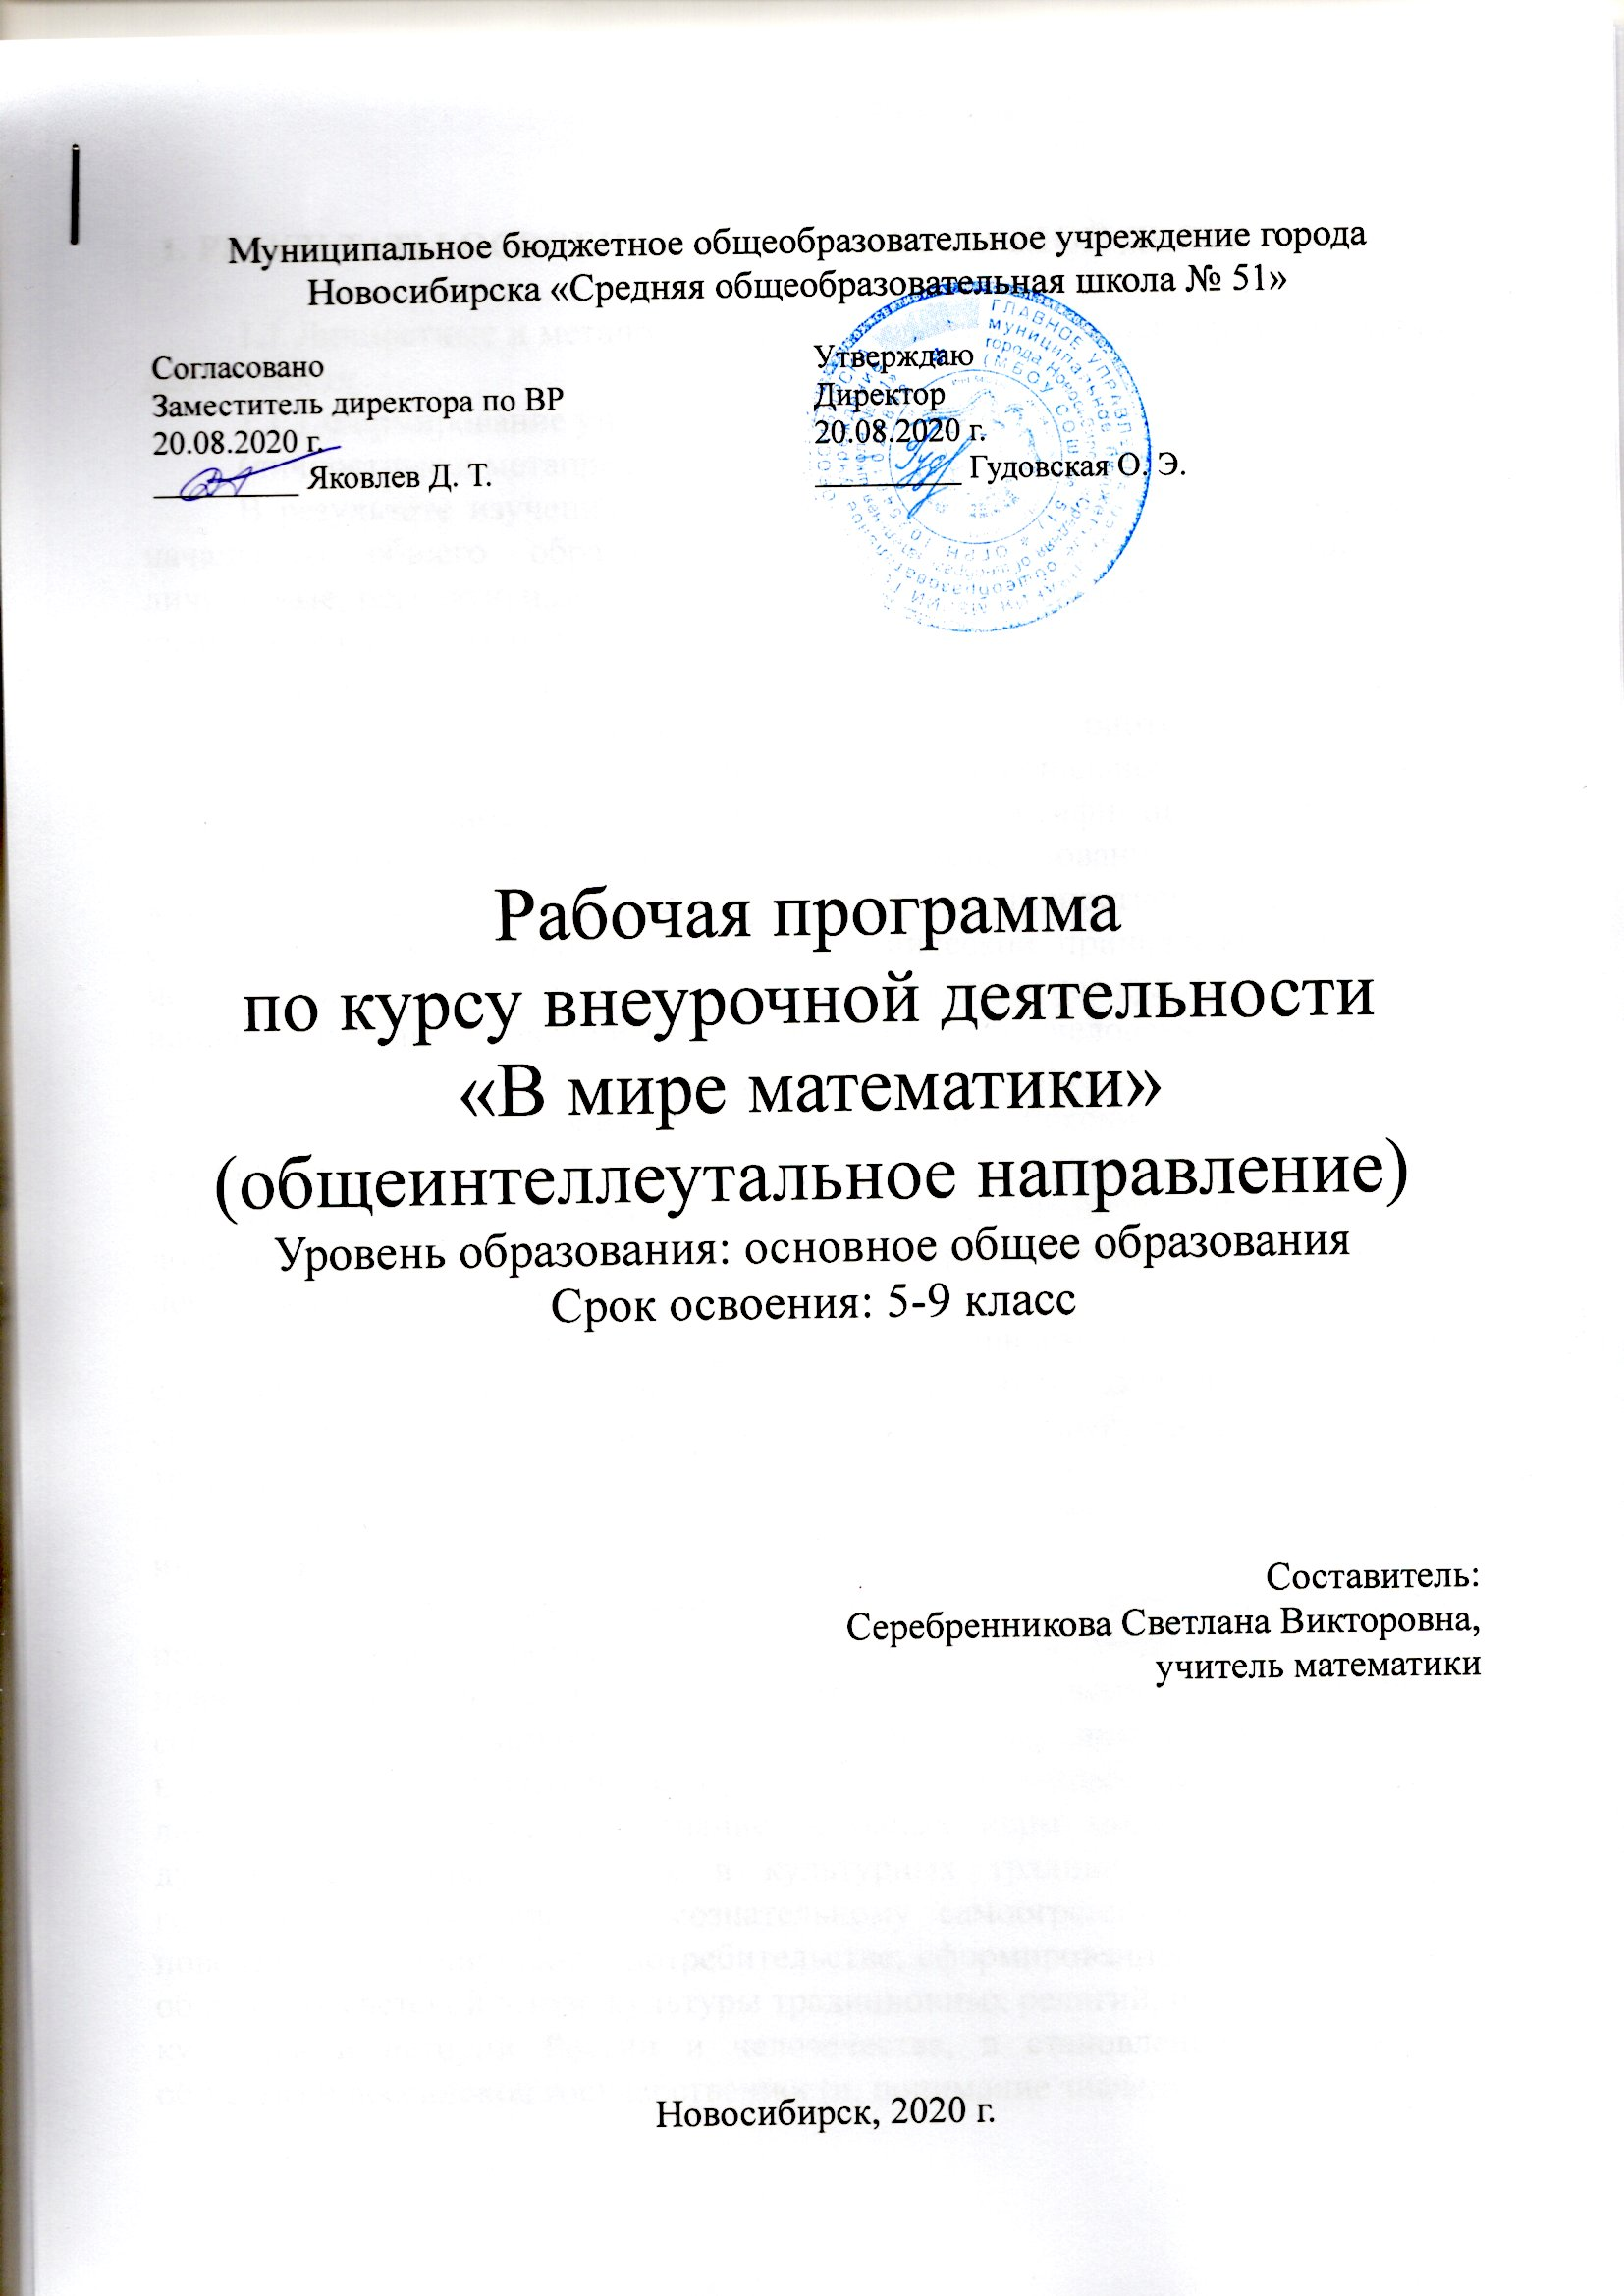 Муниципальное бюджетное общеобразовательное учреждение города
Новосибирска «Средняя общеобразовательная школа № 51»
Согласовано
Заместитель директора по ВР
20.08.2020 г.
__________ Яковлев Д. Т.
Утверждаю
Директор
20.08.2020 г.
__________ Гудовская О. Э.
Рабочая программа
по курсу внеурочной деятельности
«В мире математики»
(общеинтеллеутальное направление)
Уровень образования: основное общее образования
Срок освоения: 5-9 класс
Составитель:
Серебренникова Светлана Викторовна,
учитель математики
Новосибирск, 2020 г.